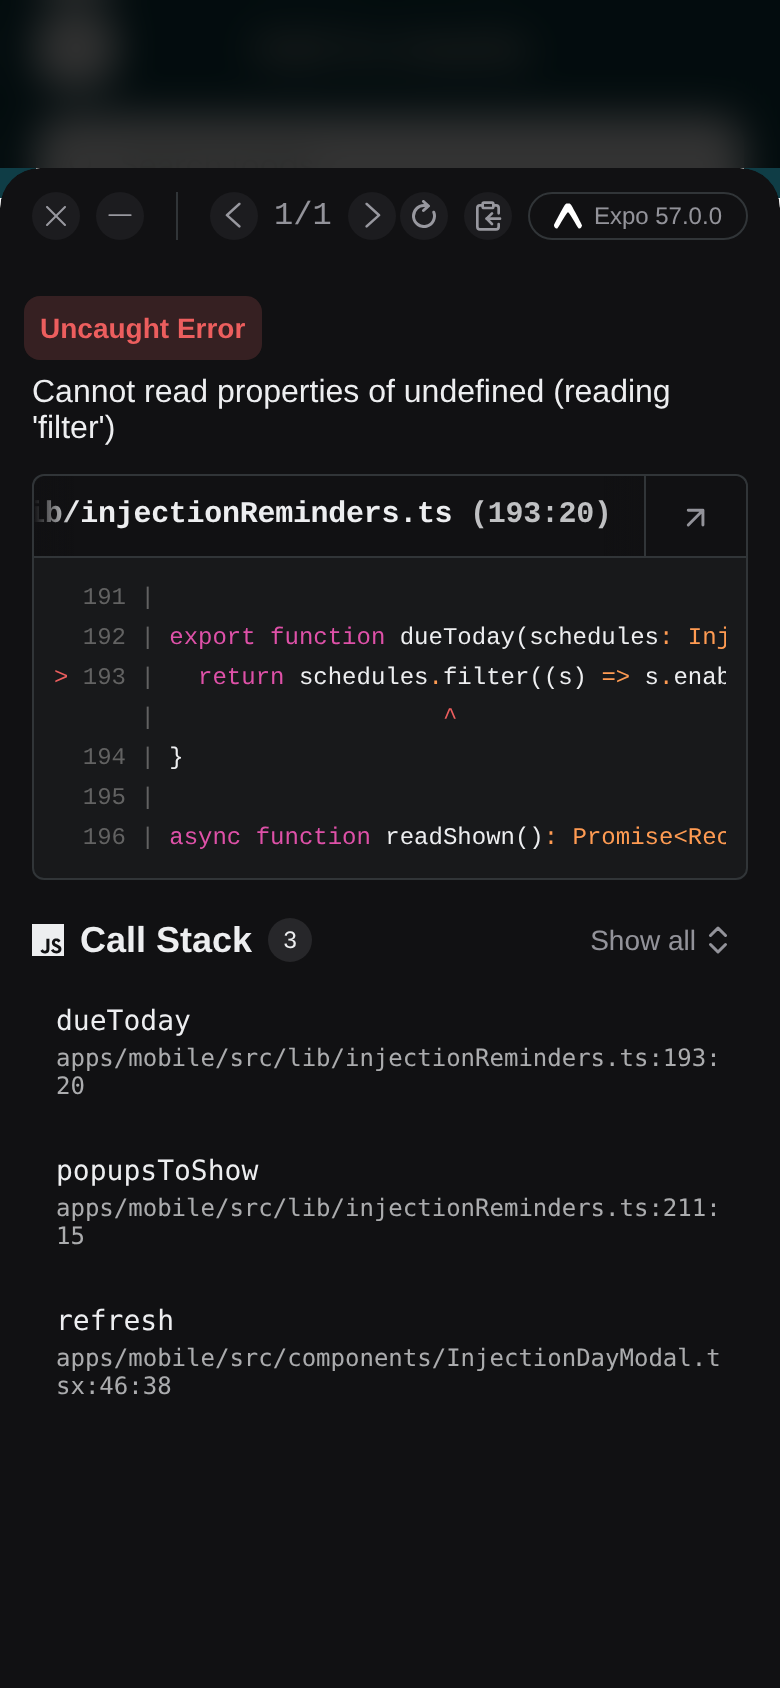 1/1
Expo 57.0.0
Uncaught Error
Cannot read properties of undefined (reading
'filter')
b/injectionReminders.ts (193:20)
191 |
192 | export function dueToday(schedules: Inj
> 193 |   return schedules.filter((s) => s.enab
|                    ^
194 | }
195 |
196 | async function readShown(): Promise<Rec
JS Call Stack 3
Show all
dueToday
apps/mobile/src/lib/injectionReminders.ts:193:
20
popupsToShow
apps/mobile/src/lib/injectionReminders.ts:211:
15
refresh
apps/mobile/src/components/InjectionDayModal.t
sx:46:38